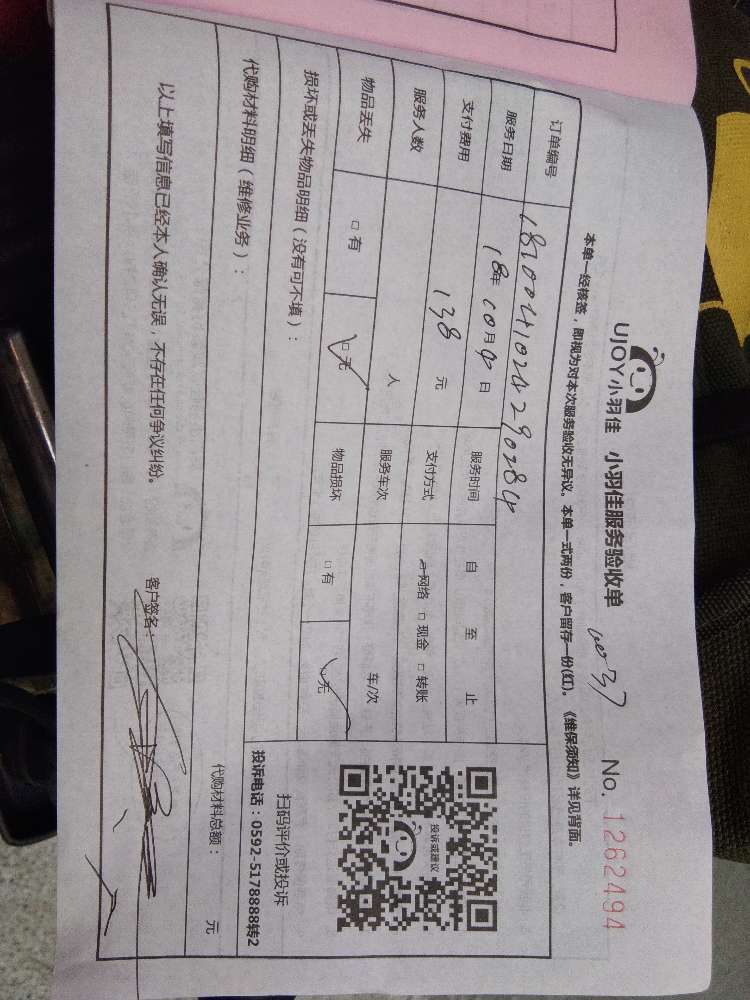 UJOY小羽佳 小羽佳服务验收单 No. 1262494
本单一经核签，即视为对本次服务验收无异议。本单一式两份，客户留存一份(红)。《维保须知》详见背面。
订单编号
服务日期 18年 10月 日 服务时间 自 至 止
支付费用 138 元 支付方式 网络 □ 现金 □ 转账
服务人数 人 服务车次 车/次
物品丢失 □ 有 □ 无 物品损坏 □ 有 无
投诉或建议
扫码评价或投诉
投诉电话：0592-5178888转2
损坏或丢失物品明细（没有可不填）：
代购材料明细（维修业务）：
代购材料总额： 元
以上填写信息已经本人确认无误，不存在任何争议纠纷。
客户签名：